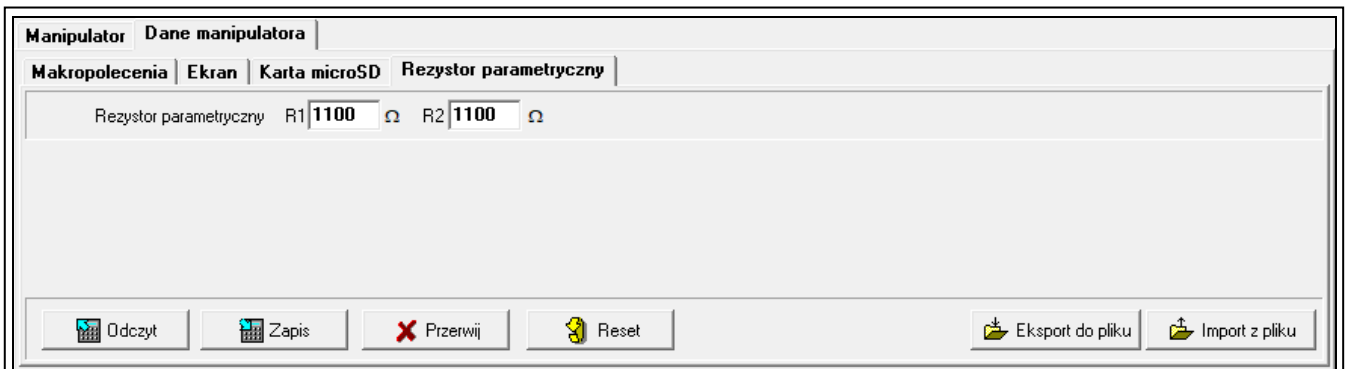 Manipulator Dane manipulatora
Makropolecenia Ekran Karta microSD Rezystor parametryczny
Rezystor parametryczny R1 1100 Ω R2 1100 Ω
Odczyt Zapis Przerwij Reset Eksport do pliku Import z pliku